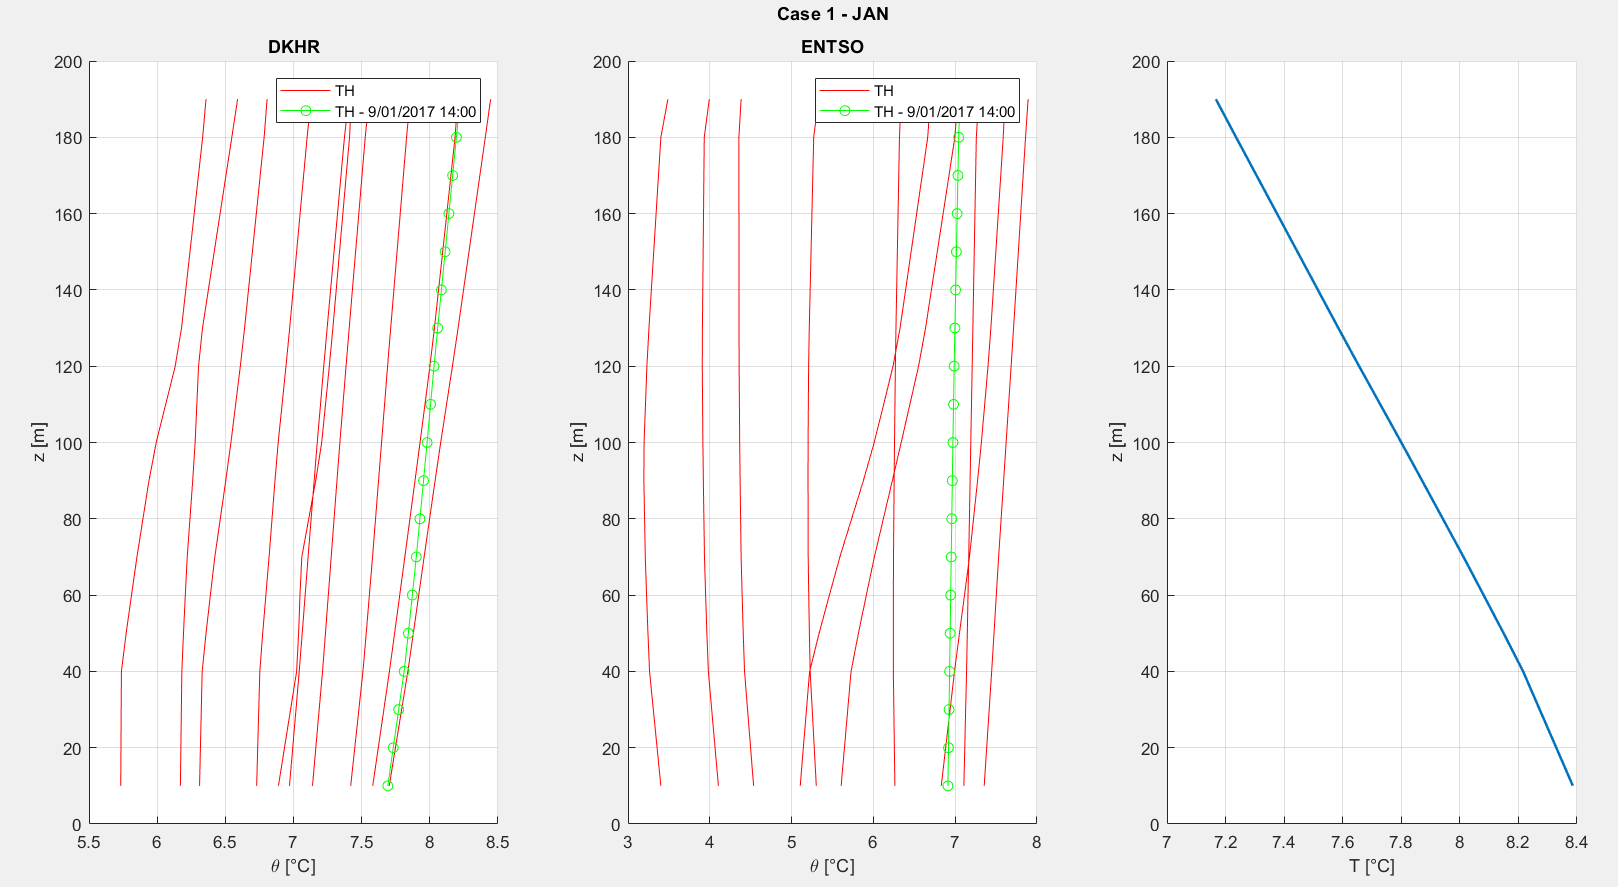 Case 1 - JAN
DKHR
ENTSO
200
180
160
140
120
100
80
60
40
20
0
z [m]
5.5 6 6.5 7 7.5 8 8.5
θ [°C]
TH
TH - 9/01/2017 14:00
200
180
160
140
120
100
80
60
40
20
0
z [m]
3 4 5 6 7 8
θ [°C]
TH
TH - 9/01/2017 14:00
200
180
160
140
120
100
80
60
40
20
0
z [m]
7 7.2 7.4 7.6 7.8 8 8.2 8.4
T [°C]